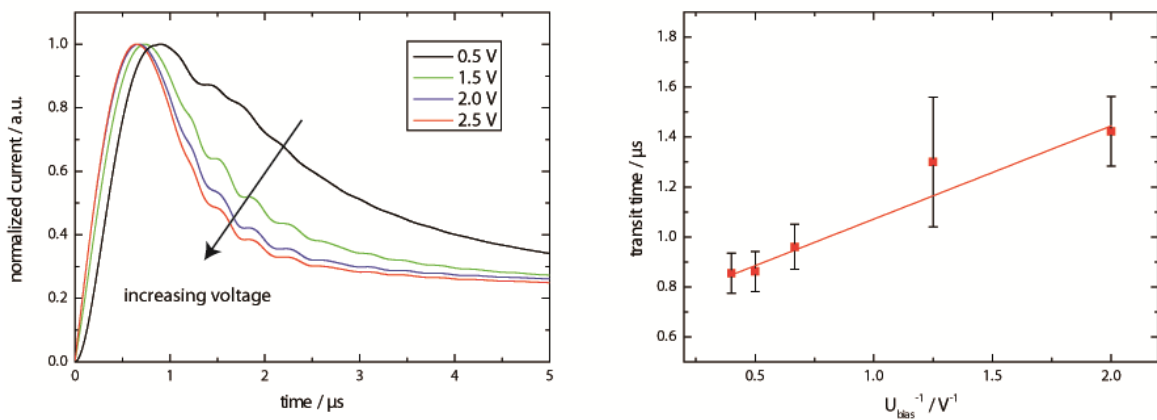 normalized current / a.u.
1.0
0.8
0.6
0.4
0.2
0.0
0.5 V
1.5 V
2.0 V
2.5 V
increasing voltage
0
1
2
3
4
5
time / µs
transit time / µs
1.8
1.6
1.4
1.2
1.0
0.8
0.6
0.5
1.0
1.5
2.0
U_bias⁻¹ / V⁻¹